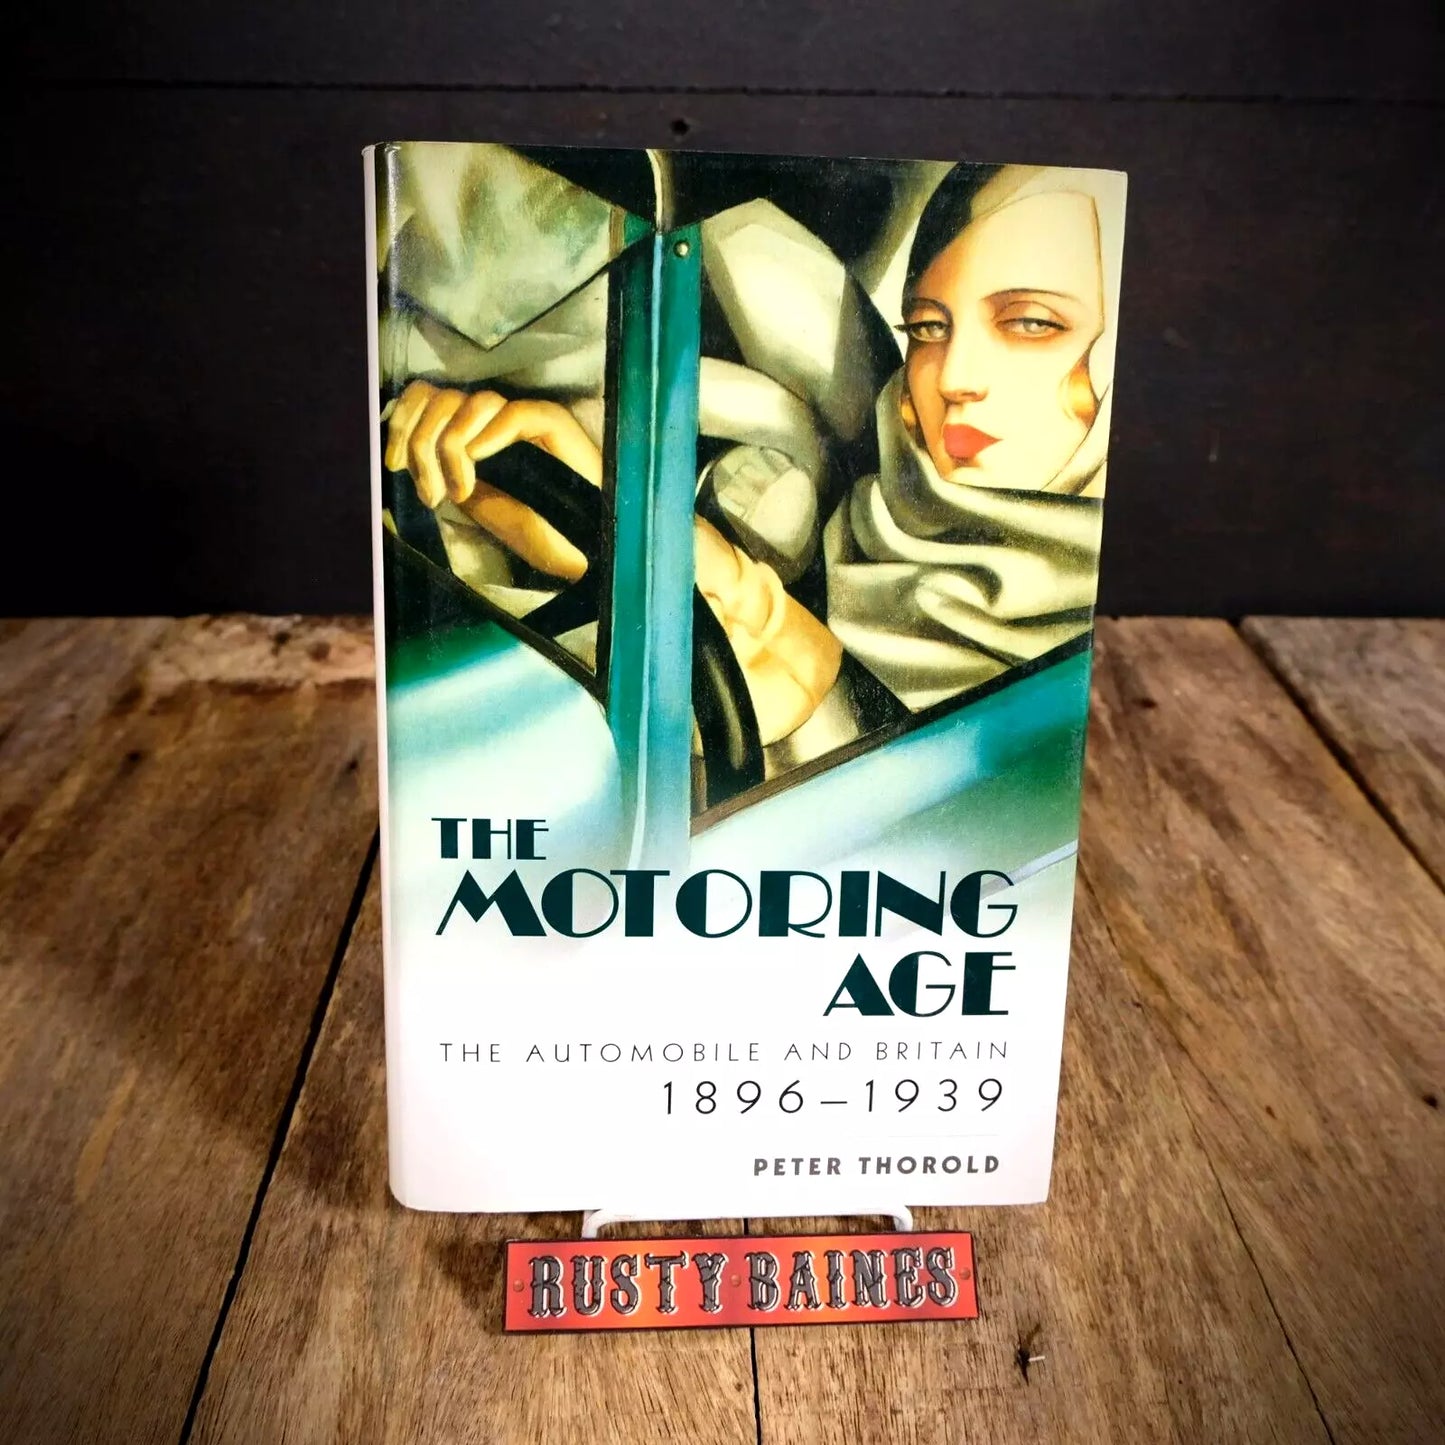 THE
MOTORING
AGE
THE AUTOMOBILE AND BRITAIN
1896–1939
PETER THOROLD
RUSTY BAINES